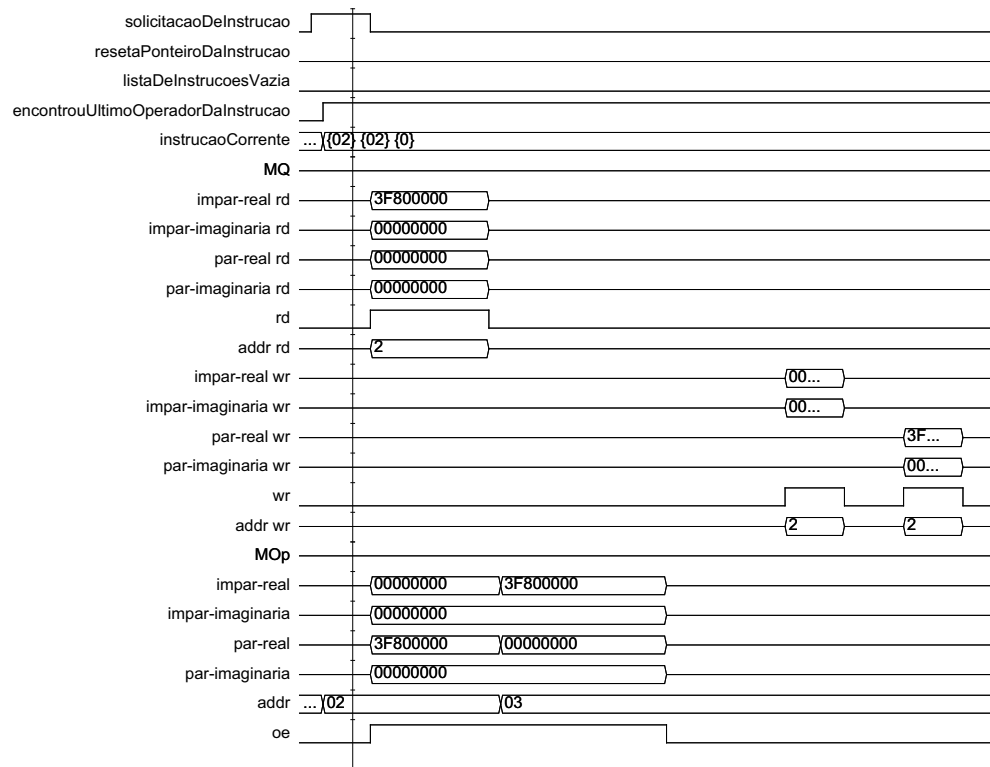 solicitacaoDeInstrucao
resetaPonteiroDaInstrucao
listaDeInstrucoesVazia
encontrouUltimoOperadorDaInstrucao
instrucaoCorrente ... {02} {02} {0}
MQ
impar-real rd 3F800000
impar-imaginaria rd 00000000
par-real rd 00000000
par-imaginaria rd 00000000
rd
addr rd 2
impar-real wr 00...
impar-imaginaria wr 00...
par-real wr 3F...
par-imaginaria wr 00...
wr
addr wr 2 2
MOp
impar-real 00000000 3F800000
impar-imaginaria 00000000
par-real 3F800000 00000000
par-imaginaria 00000000
addr ... 02 03
oe